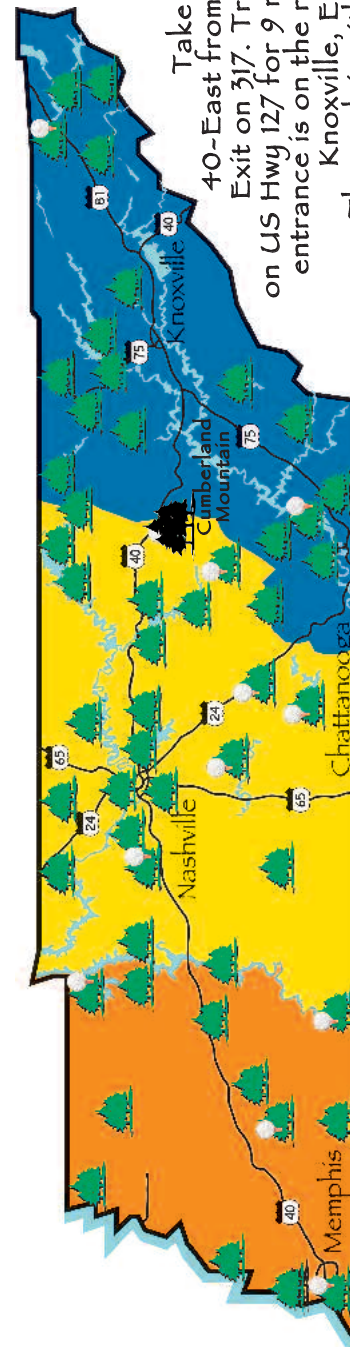 Take
40-East from
Exit on 317. Tr
on US Hwy 127 for 9
entrance is on the
Knoxville, E
81
40
Knoxville
75
75
Cumberland
Mountain
40
Chattanooga
24
65
65
24
Nashville
40
Memphis